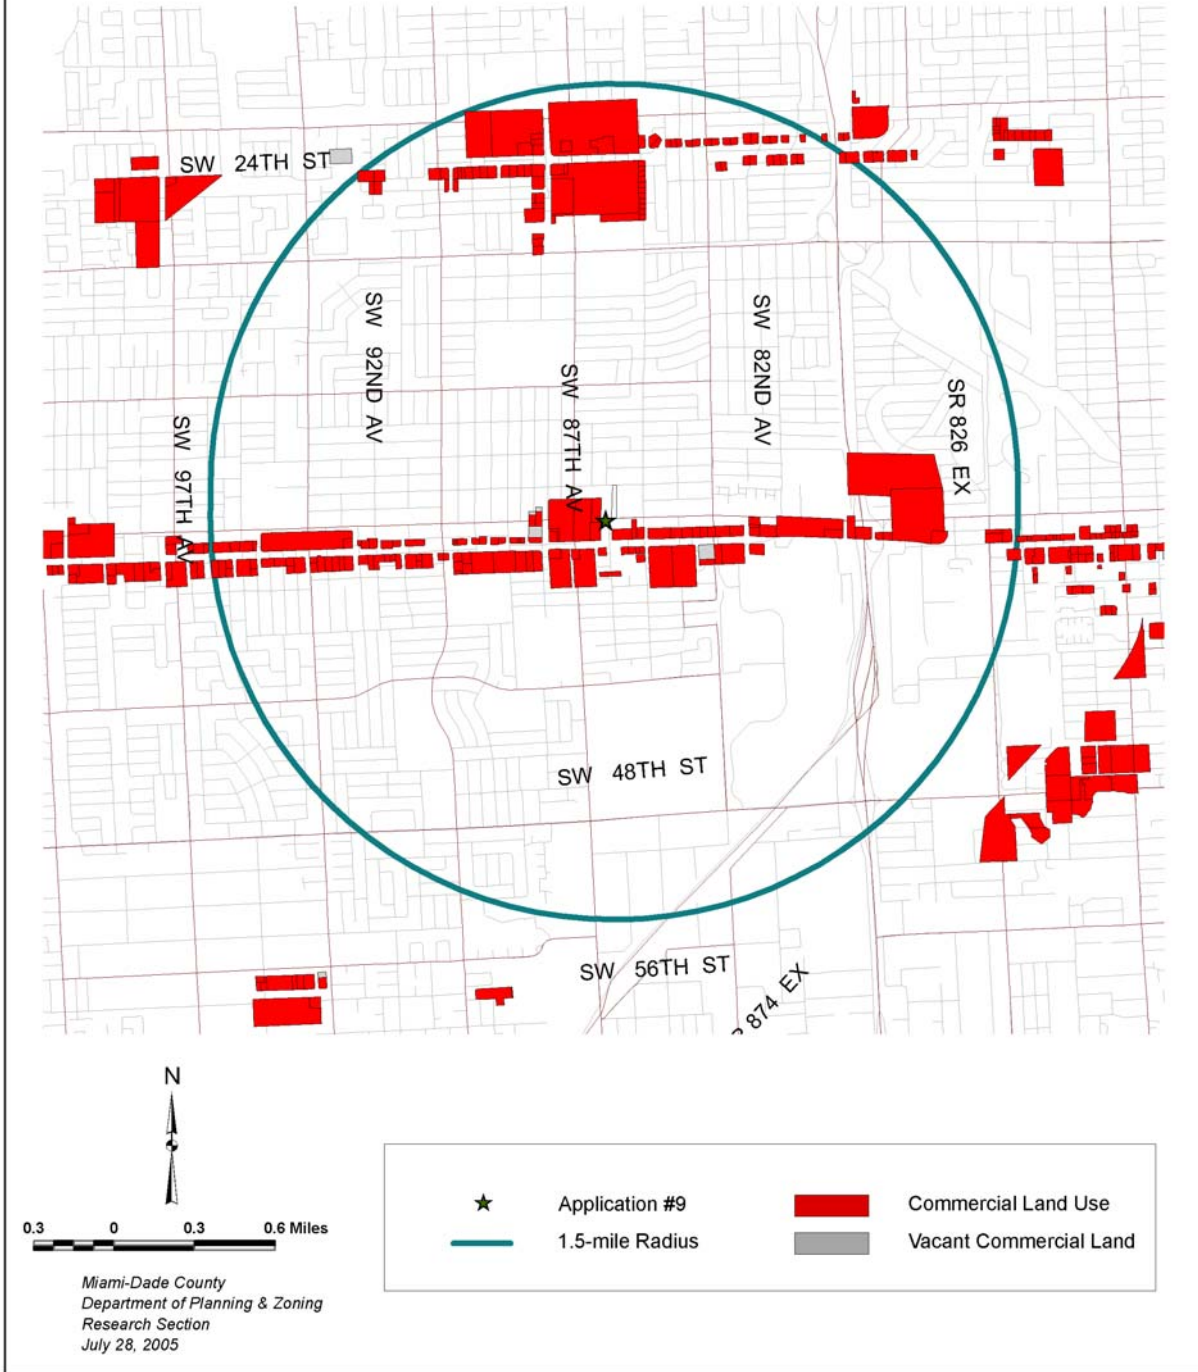 SW 24TH ST
SW 92ND AV
SW 82ND AV
SW 87TH AV
SR 826 EX
SW 97TH AV
SW 48TH ST
SW 56TH ST
874 EX
N
0.3 0 0.3 0.6 Miles
Application #9
Commercial Land Use
1.5-mile Radius
Vacant Commercial Land
Miami-Dade County
Department of Planning & Zoning
Research Section
July 28, 2005